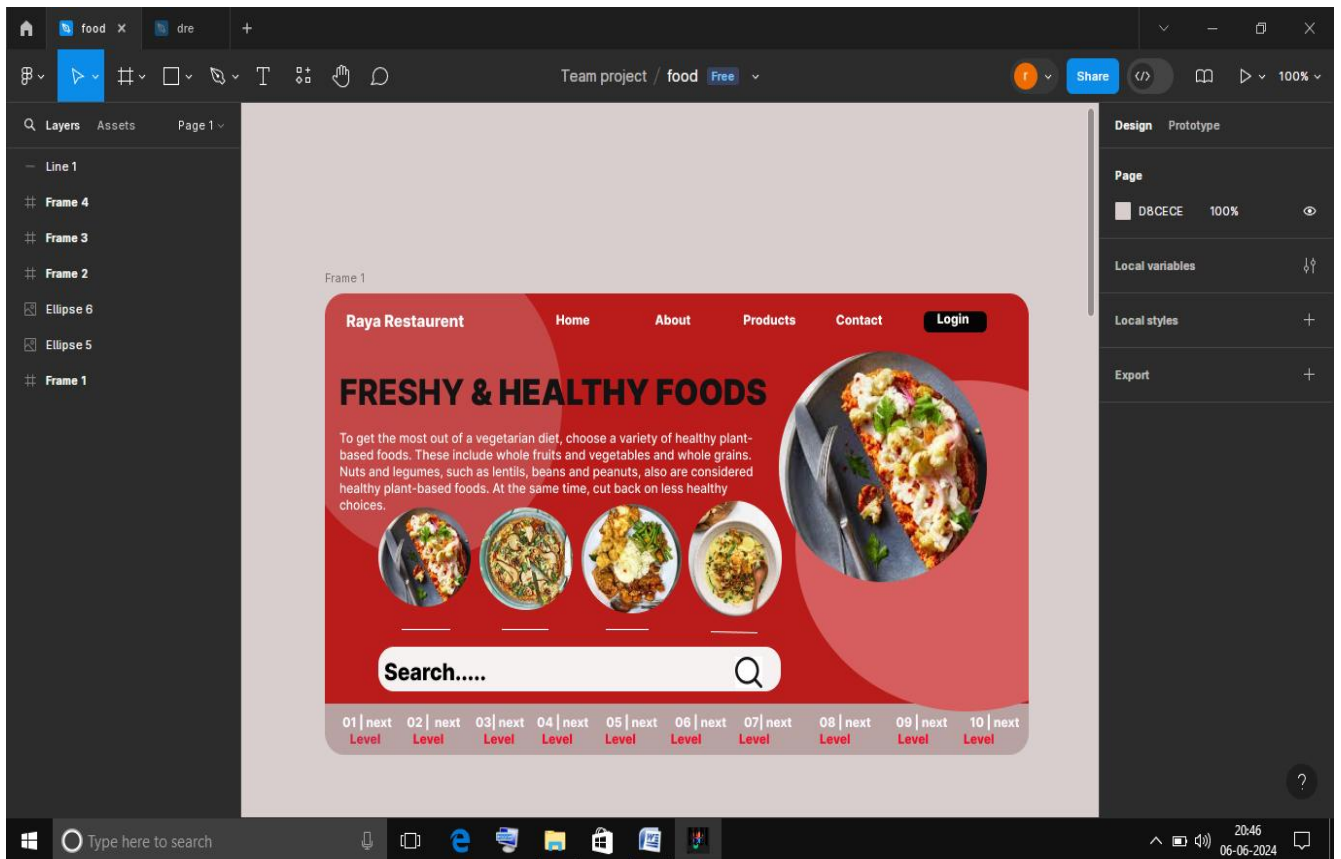 food
dre
Team project / food Free
r
Share
100%
Layers Assets Page 1
Design Prototype
Line 1
Frame 4
Frame 3
Frame 2
Ellipse 6
Ellipse 5
Frame 1
Page
D8CECE 100%
Local variables
Local styles
Export
Frame 1
Raya Restaurent Home About Products Contact Login
FRESHY & HEALTHY FOODS
To get the most out of a vegetarian diet, choose a variety of healthy plant-
based foods. These include whole fruits and vegetables and whole grains.
Nuts and legumes, such as lentils, beans and peanuts, also are considered
healthy plant-based foods. At the same time, cut back on less healthy
choices.
Search.....
01| next 02| next 03| next 04| next 05| next 06| next 07| next 08| next 09| next 10| next
Level Level Level Level Level Level Level Level Level Level
?
Type here to search
20:46
06-06-2024